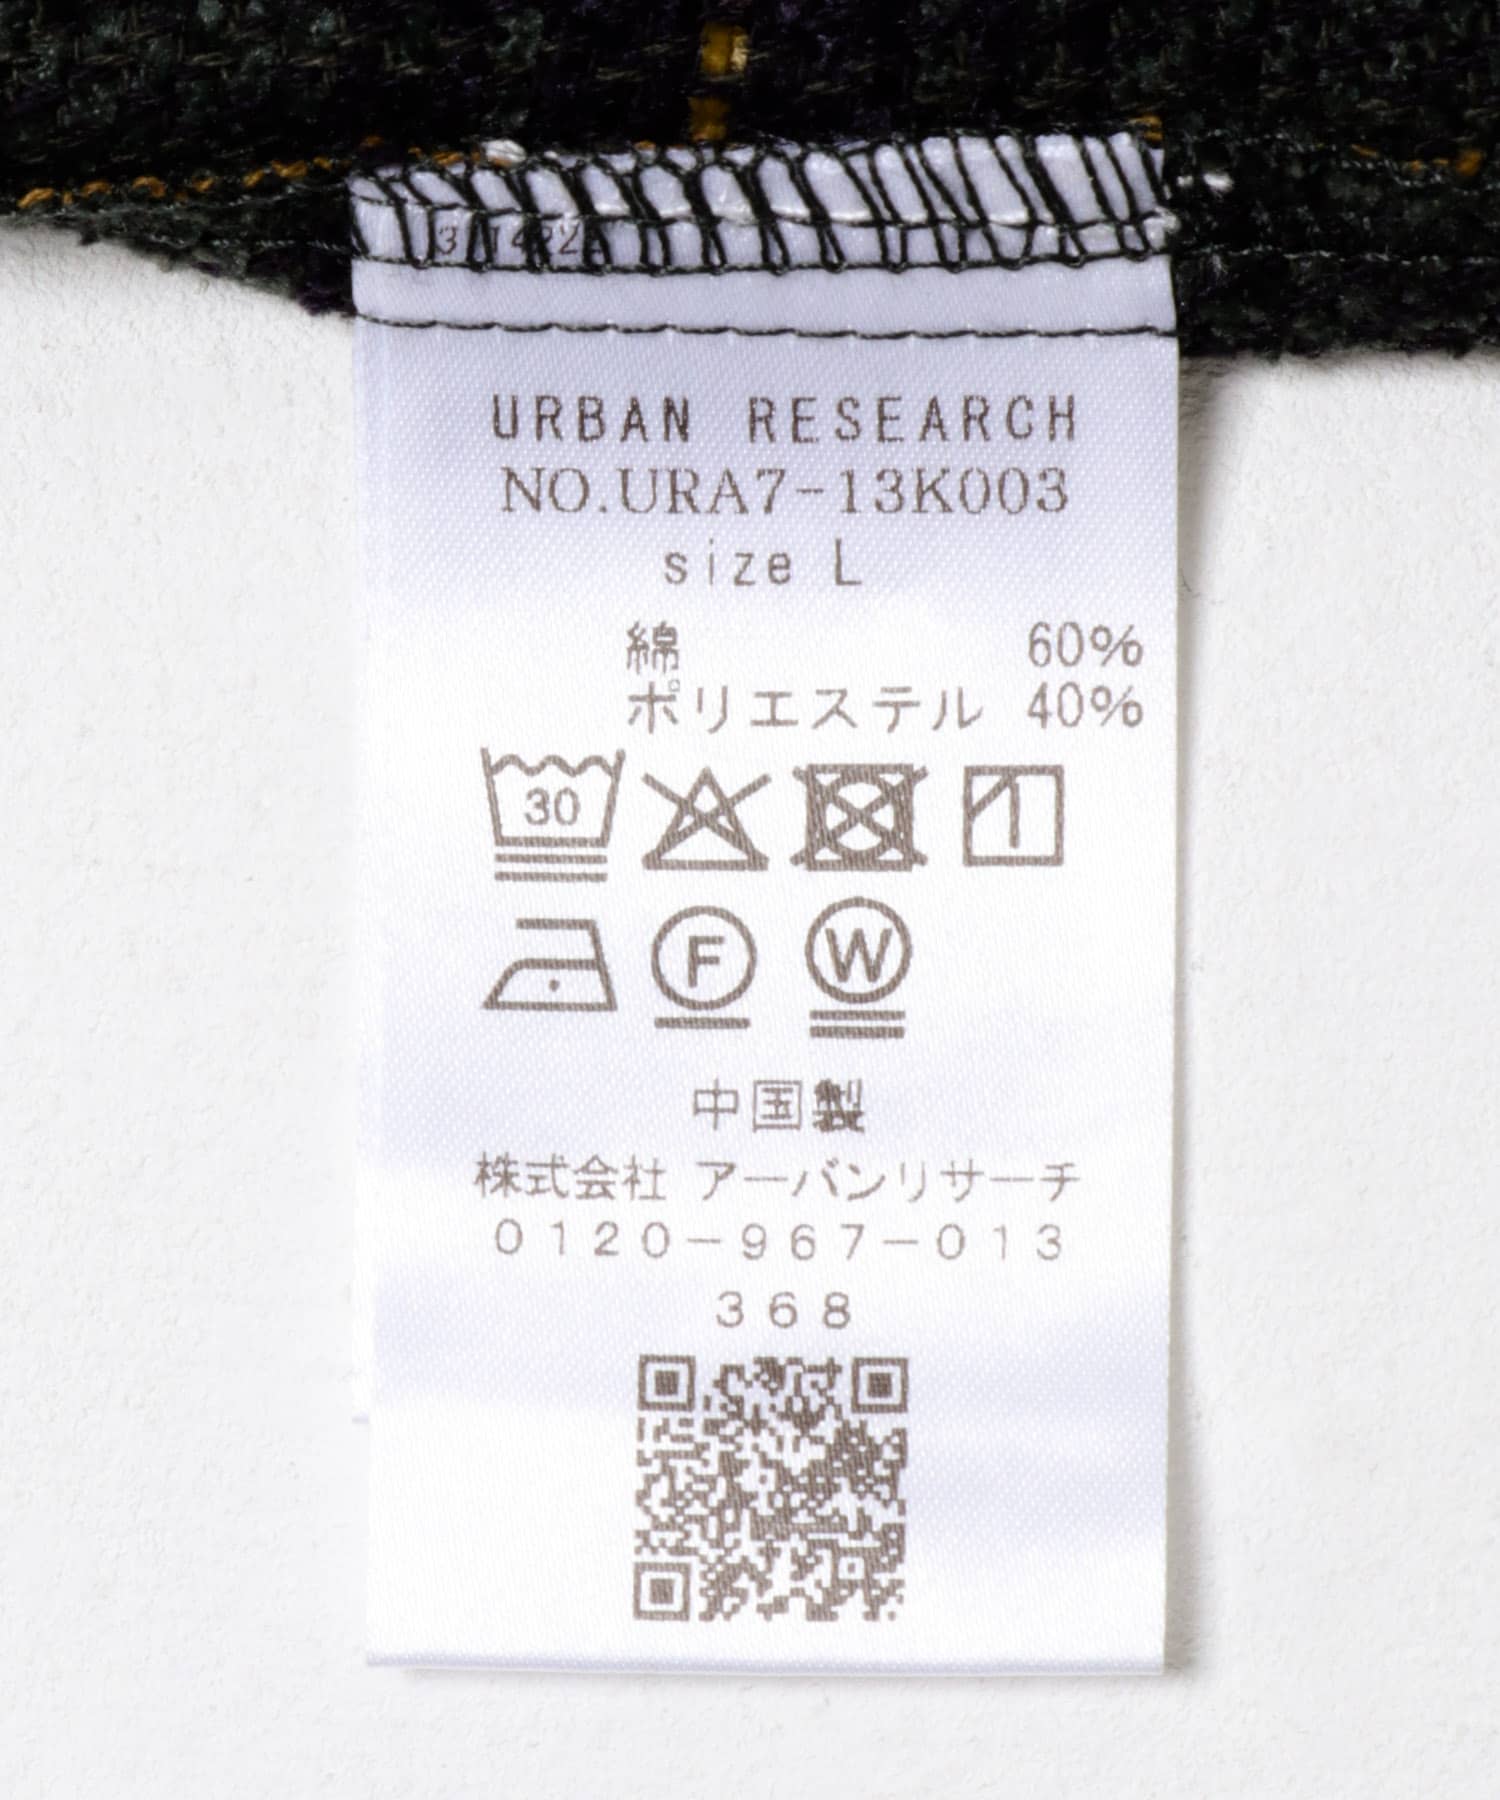 URBAN RESEARCH
NO.URA7-13K003
size L
綿 60%
ポリエステル 40%
30
F W
中国製
株式会社 アーバンリサーチ
0120-967-013
368